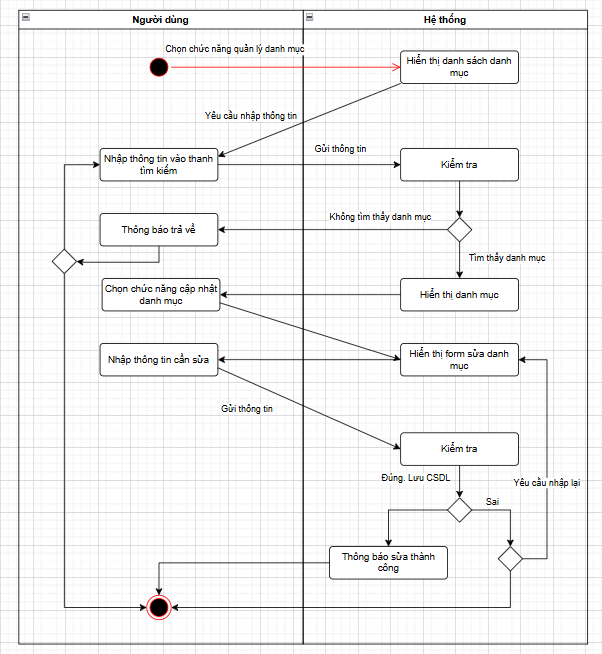 Người dùng
Hệ thống
Chọn chức năng quản lý danh mục
Hiển thị danh sách danh
mục
Yêu cầu nhập thông tin
Nhập thông tin vào thanh
tìm kiếm
Gửi thông tin
Kiểm tra
Thông báo trả về
Không tìm thấy danh mục
Tìm thấy danh mục
Chọn chức năng cập nhật
danh mục
Hiển thị danh mục
Nhập thông tin cần sửa
Hiển thị form sửa danh
mục
Gửi thông tin
Kiểm tra
Đúng. Lưu CSDL
Yêu cầu nhập lại
Sai
Thông báo sửa thành
công